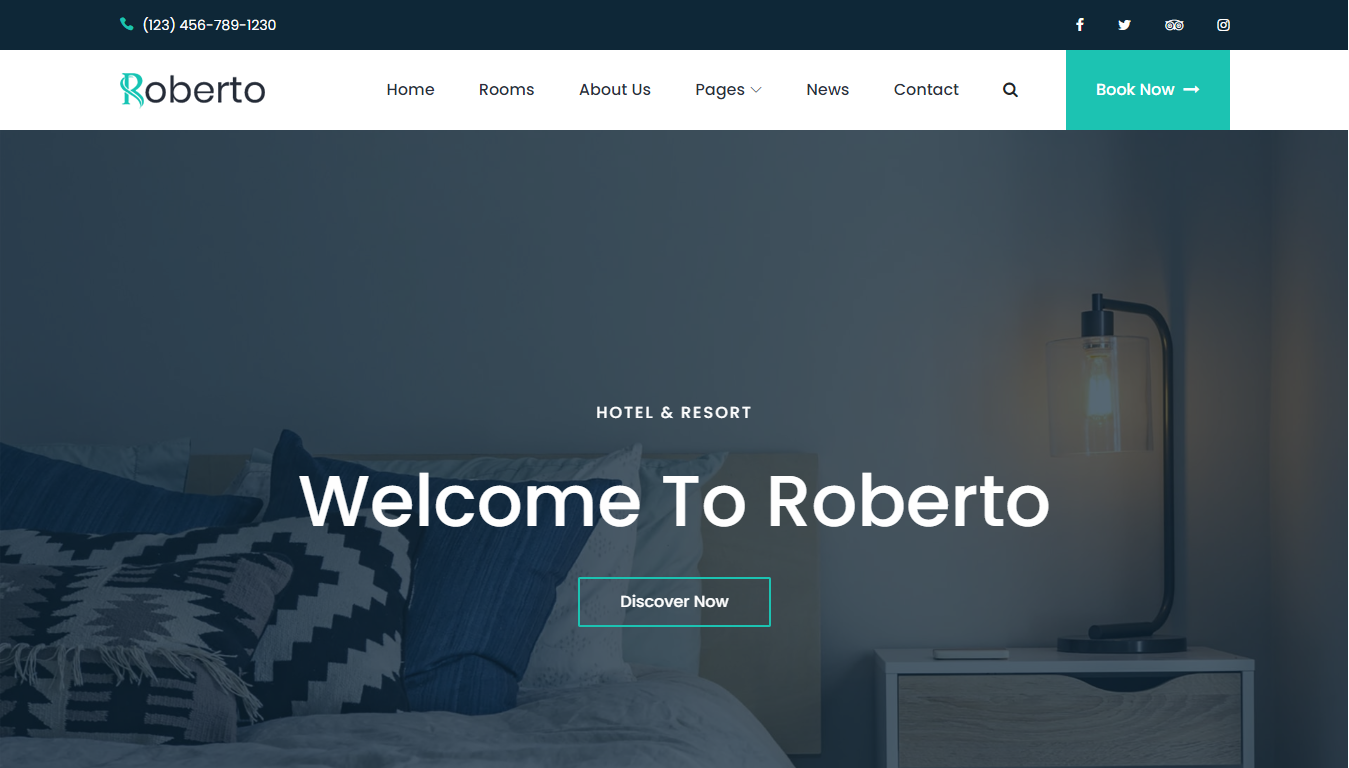 (123) 456-789-1230
Roberto
Home
Rooms
About Us
Pages
News
Contact
Book Now
HOTEL & RESORT
Welcome To Roberto
Discover Now